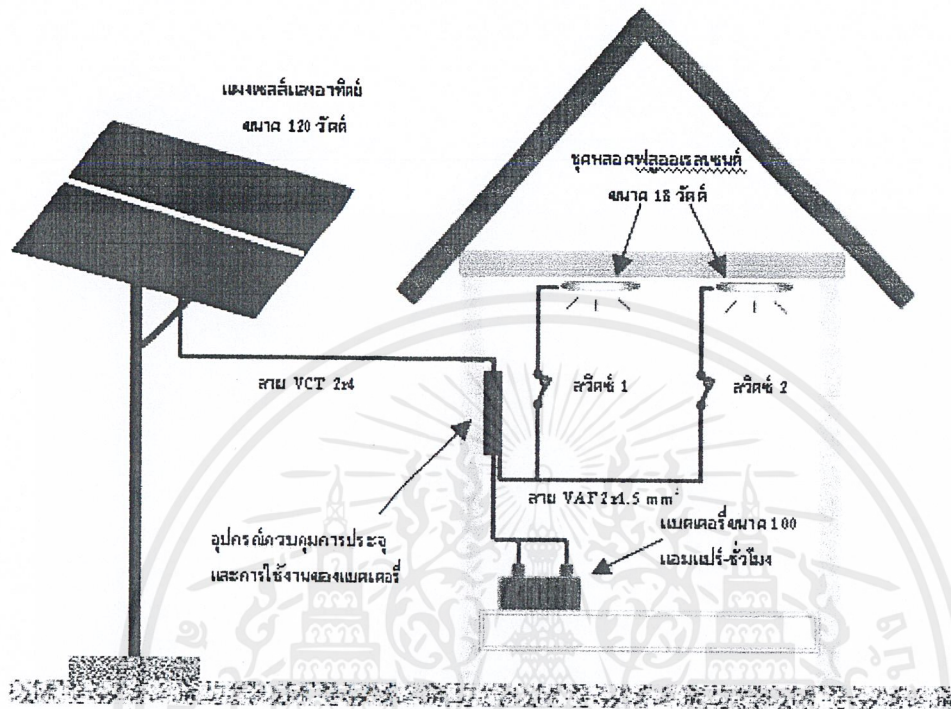 แผงเซลล์แสงอาทิตย์
ขนาด 120 วัตต์
ชุดหลอดฟลูออเรสเซนต์
ขนาด 18 วัตต์
สาย VCT 2x4
สวิตซ์ 1
สวิตซ์ 2
สาย VAF 2x1.5 mm²
อุปกรณ์ควบคุมการประจุ
และการใช้งานของแบตเตอรี่
แบตเตอรี่ขนาด 100
แอมแปร์-ชั่วโมง